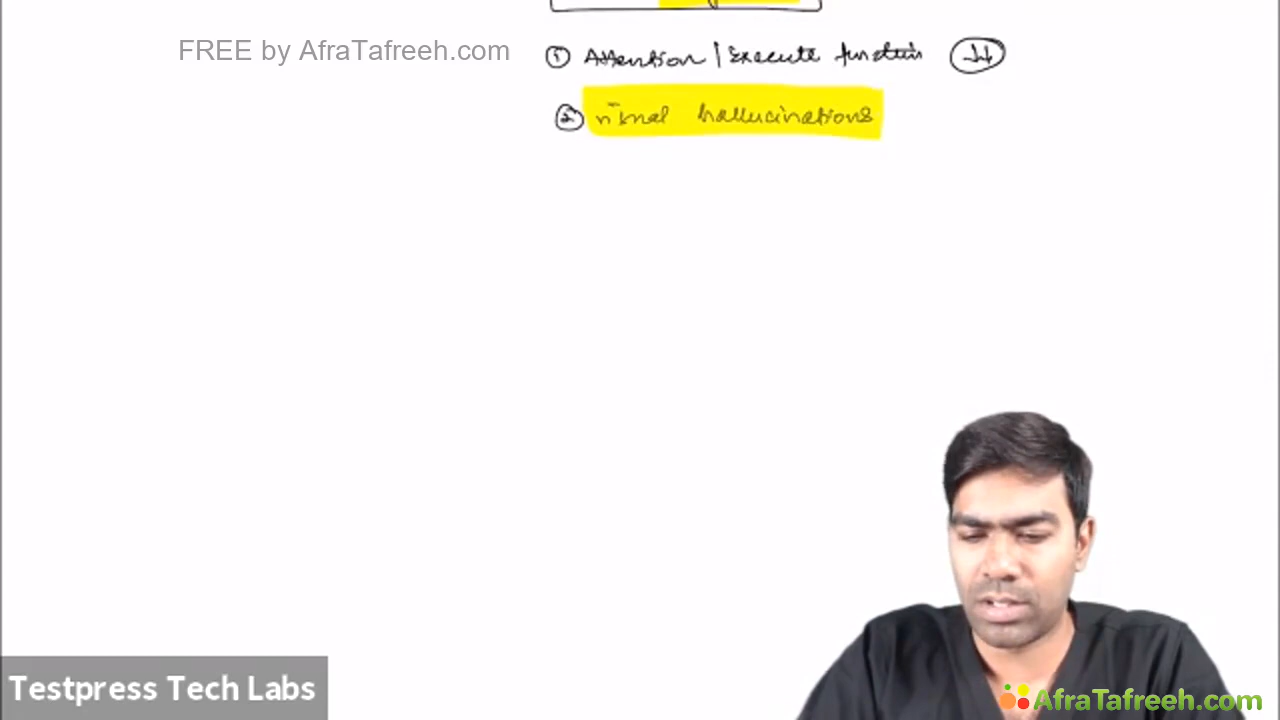 FREE by AfraTafreeh.com
① Attention / Execute function ↓↓
② visual hallucinations
Testpress Tech Labs
AfraTafreeh.com